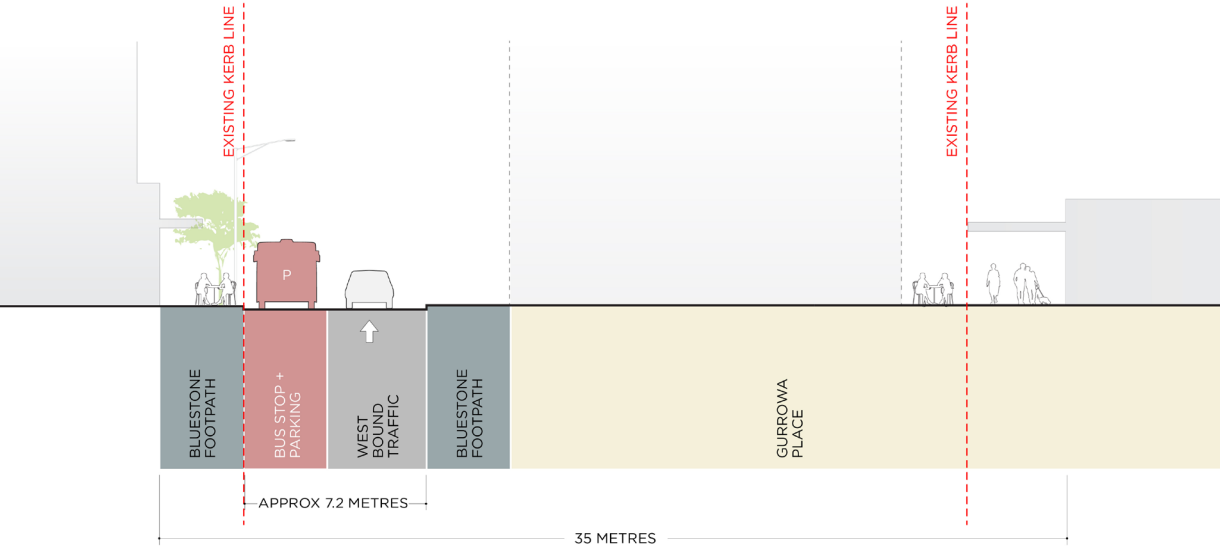 EXISTING KERB LINE
EXISTING KERB LINE
P
BLUESTONE
FOOTPATH
BUS STOP +
PARKING
WEST
BOUND
TRAFFIC
BLUESTONE
FOOTPATH
GURROWA
PLACE
APPROX 7.2 METRES
35 METRES